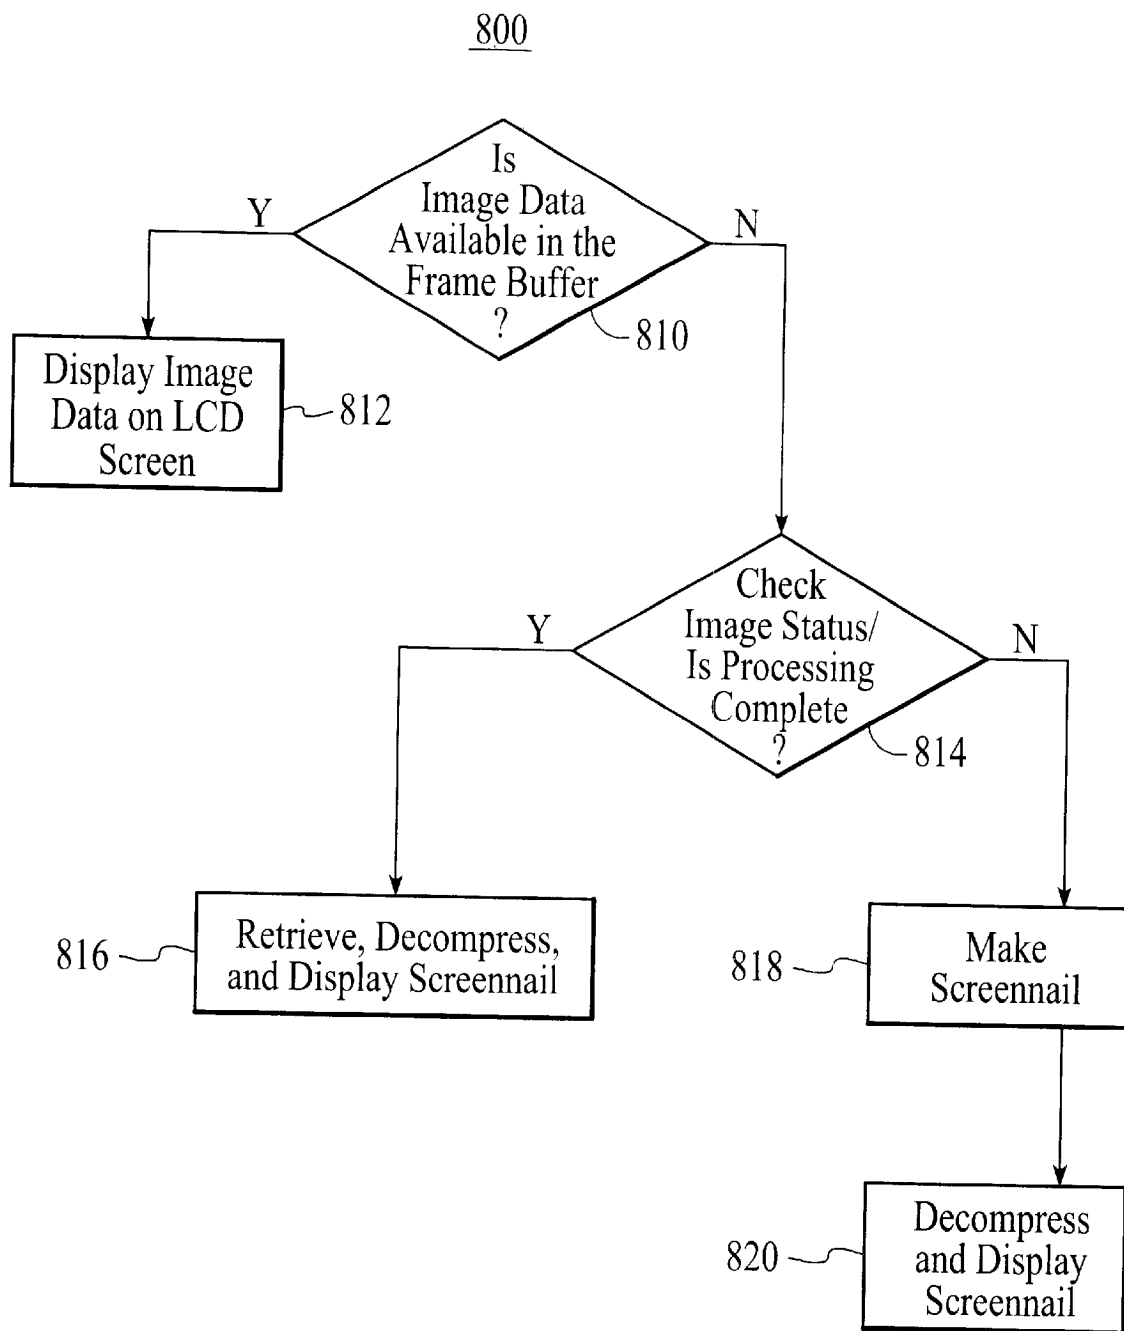 800
Is
Image Data
Available in the
Frame Buffer
?
Y
N
810
Display Image
Data on LCD
Screen
812
Check
Image Status/
Is Processing
Complete
?
Y
N
814
816
Retrieve, Decompress,
and Display Screennail
818
Make
Screennail
820
Decompress
and Display
Screennail